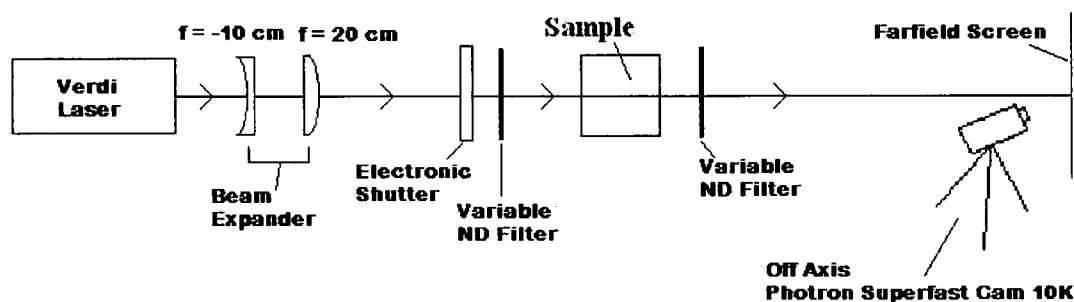 f = -10 cm
f = 20 cm
Sample
Farfield Screen
Verdi
Laser
Electronic
Shutter
Variable
ND Filter
Beam
Expander
Variable
ND Filter
Off Axis
Photron Superfast Cam 10K